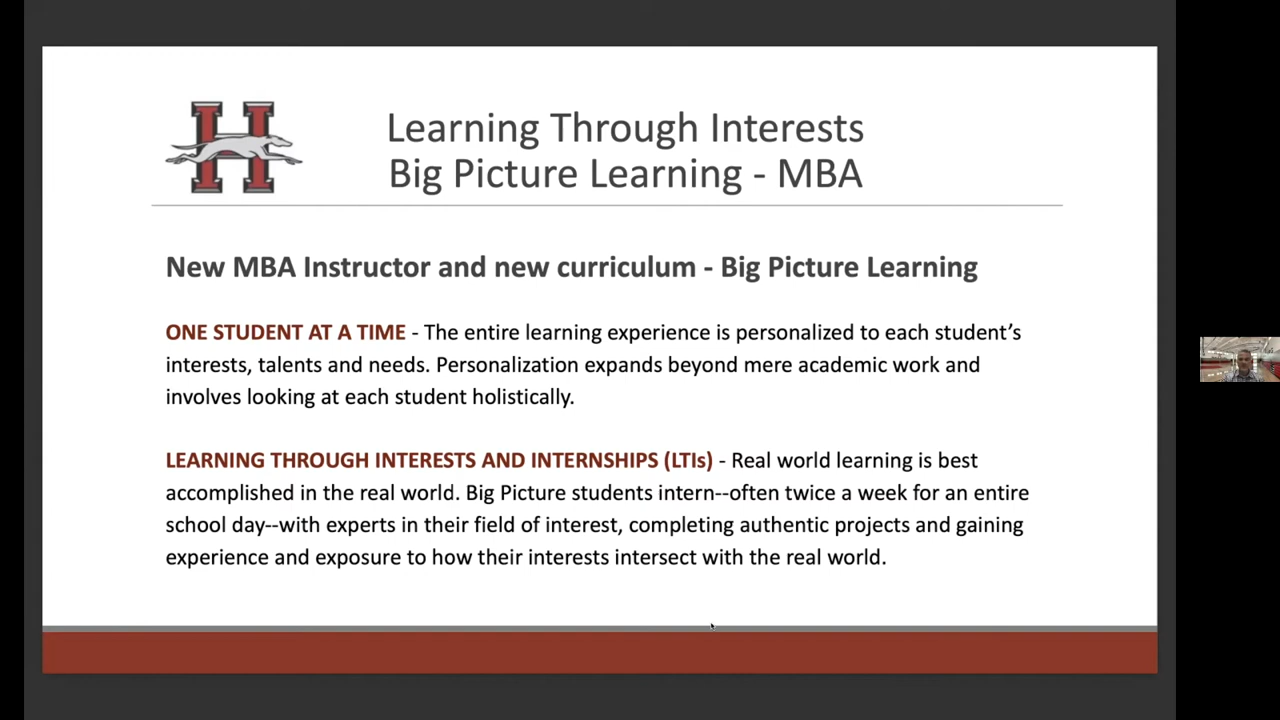 H
Learning Through Interests
Big Picture Learning - MBA
New MBA Instructor and new curriculum - Big Picture Learning
ONE STUDENT AT A TIME - The entire learning experience is personalized to each student’s
interests, talents and needs. Personalization expands beyond mere academic work and
involves looking at each student holistically.
LEARNING THROUGH INTERESTS AND INTERNSHIPS (LTIs) - Real world learning is best
accomplished in the real world. Big Picture students intern--often twice a week for an entire
school day--with experts in their field of interest, completing authentic projects and gaining
experience and exposure to how their interests intersect with the real world.